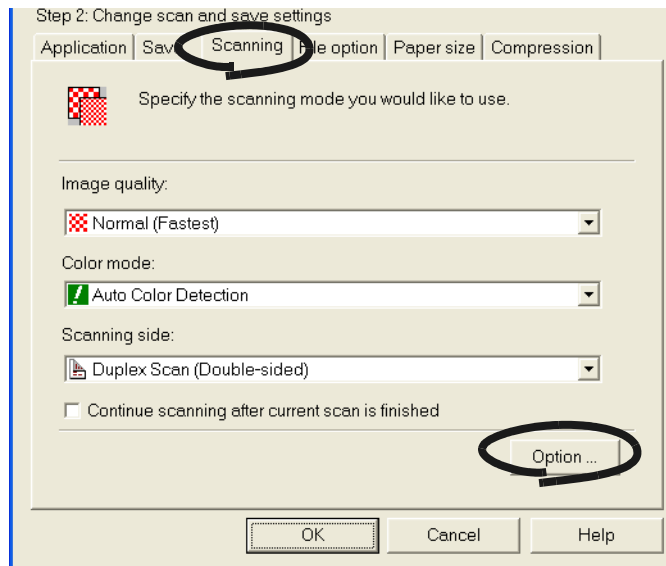 Step 2: Change scan and save settings
Application Save Scanning File option Paper size Compression
Specify the scanning mode you would like to use.
Image quality:
Normal (Fastest)
Color mode:
Auto Color Detection
Scanning side:
Duplex Scan (Double-sided)
Continue scanning after current scan is finished
Option ...
OK Cancel Help